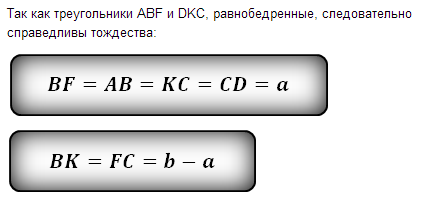 Так как треугольники ABF и DKC, равнобедренные, следовательно
справедливы тождества:
BF = AB = KC = CD = a
BK = FC = b − a